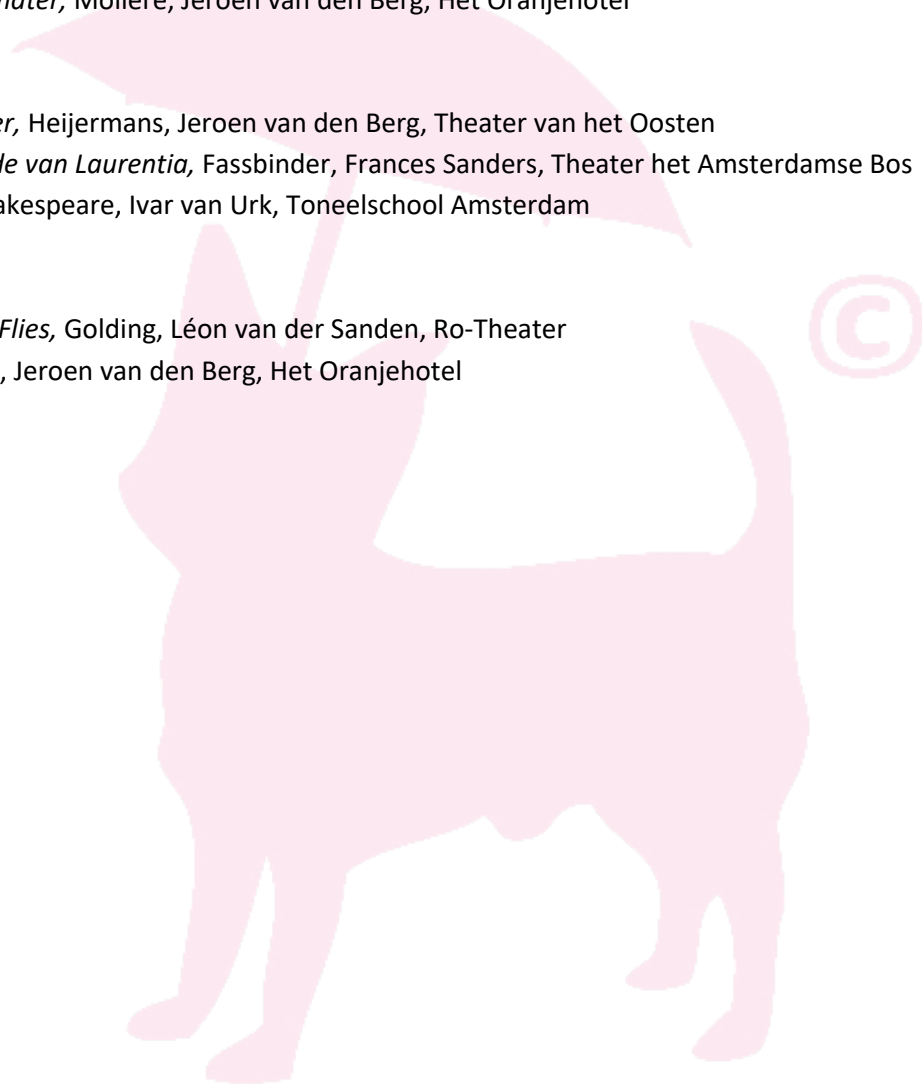 Molière, Jeroen van den Berg, Het Oranjehotel
er, Heijermans, Jeroen van den Berg, Theater van het Oosten
de van Laurentia, Fassbinder, Frances Sanders, Theater het Amsterdamse Bos
akespeare, Ivar van Urk, Toneelschool Amsterdam
Flies, Golding, Léon van der Sanden, Ro-Theater
, Jeroen van den Berg, Het Oranjehotel
©